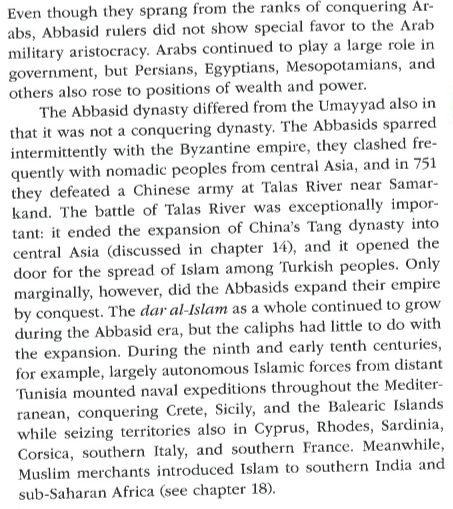 Even though they sprang from the ranks of conquering Ar-
abs, Abbasid rulers did not show special favor to the Arab
military aristocracy. Arabs continued to play a large role in
government, but Persians, Egyptians, Mesopotamians, and
others also rose to positions of wealth and power.
The Abbasid dynasty differed from the Umayyad also in
that it was not a conquering dynasty. The Abbasids sparred
intermittently with the Byzantine empire, they clashed fre-
quently with nomadic peoples from central Asia, and in 751
they defeated a Chinese army at Talas River near Samar-
kand. The battle of Talas River was exceptionally impor-
tant: it ended the expansion of China's Tang dynasty into
central Asia (discussed in chapter 14), and it opened the
door for the spread of Islam among Turkish peoples. Only
marginally, however, did the Abbasids expand their empire
by conquest. The dar al-Islam as a whole continued to grow
during the Abbasid era, but the caliphs had little to do with
the expansion. During the ninth and early tenth centuries,
for example, largely autonomous Islamic forces from distant
Tunisia mounted naval expeditions throughout the Mediter-
ranean, conquering Crete, Sicily, and the Balearic Islands
while seizing territories also in Cyprus, Rhodes, Sardinia,
Corsica, southern Italy, and southern France. Meanwhile,
Muslim merchants introduced Islam to southern India and
sub-Saharan Africa (see chapter 18).